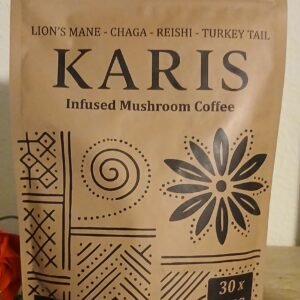 LION'S MANE - CHAGA - REISHI - TURKEY TAIL
KARIS
Infused Mushroom Coffee
30 x